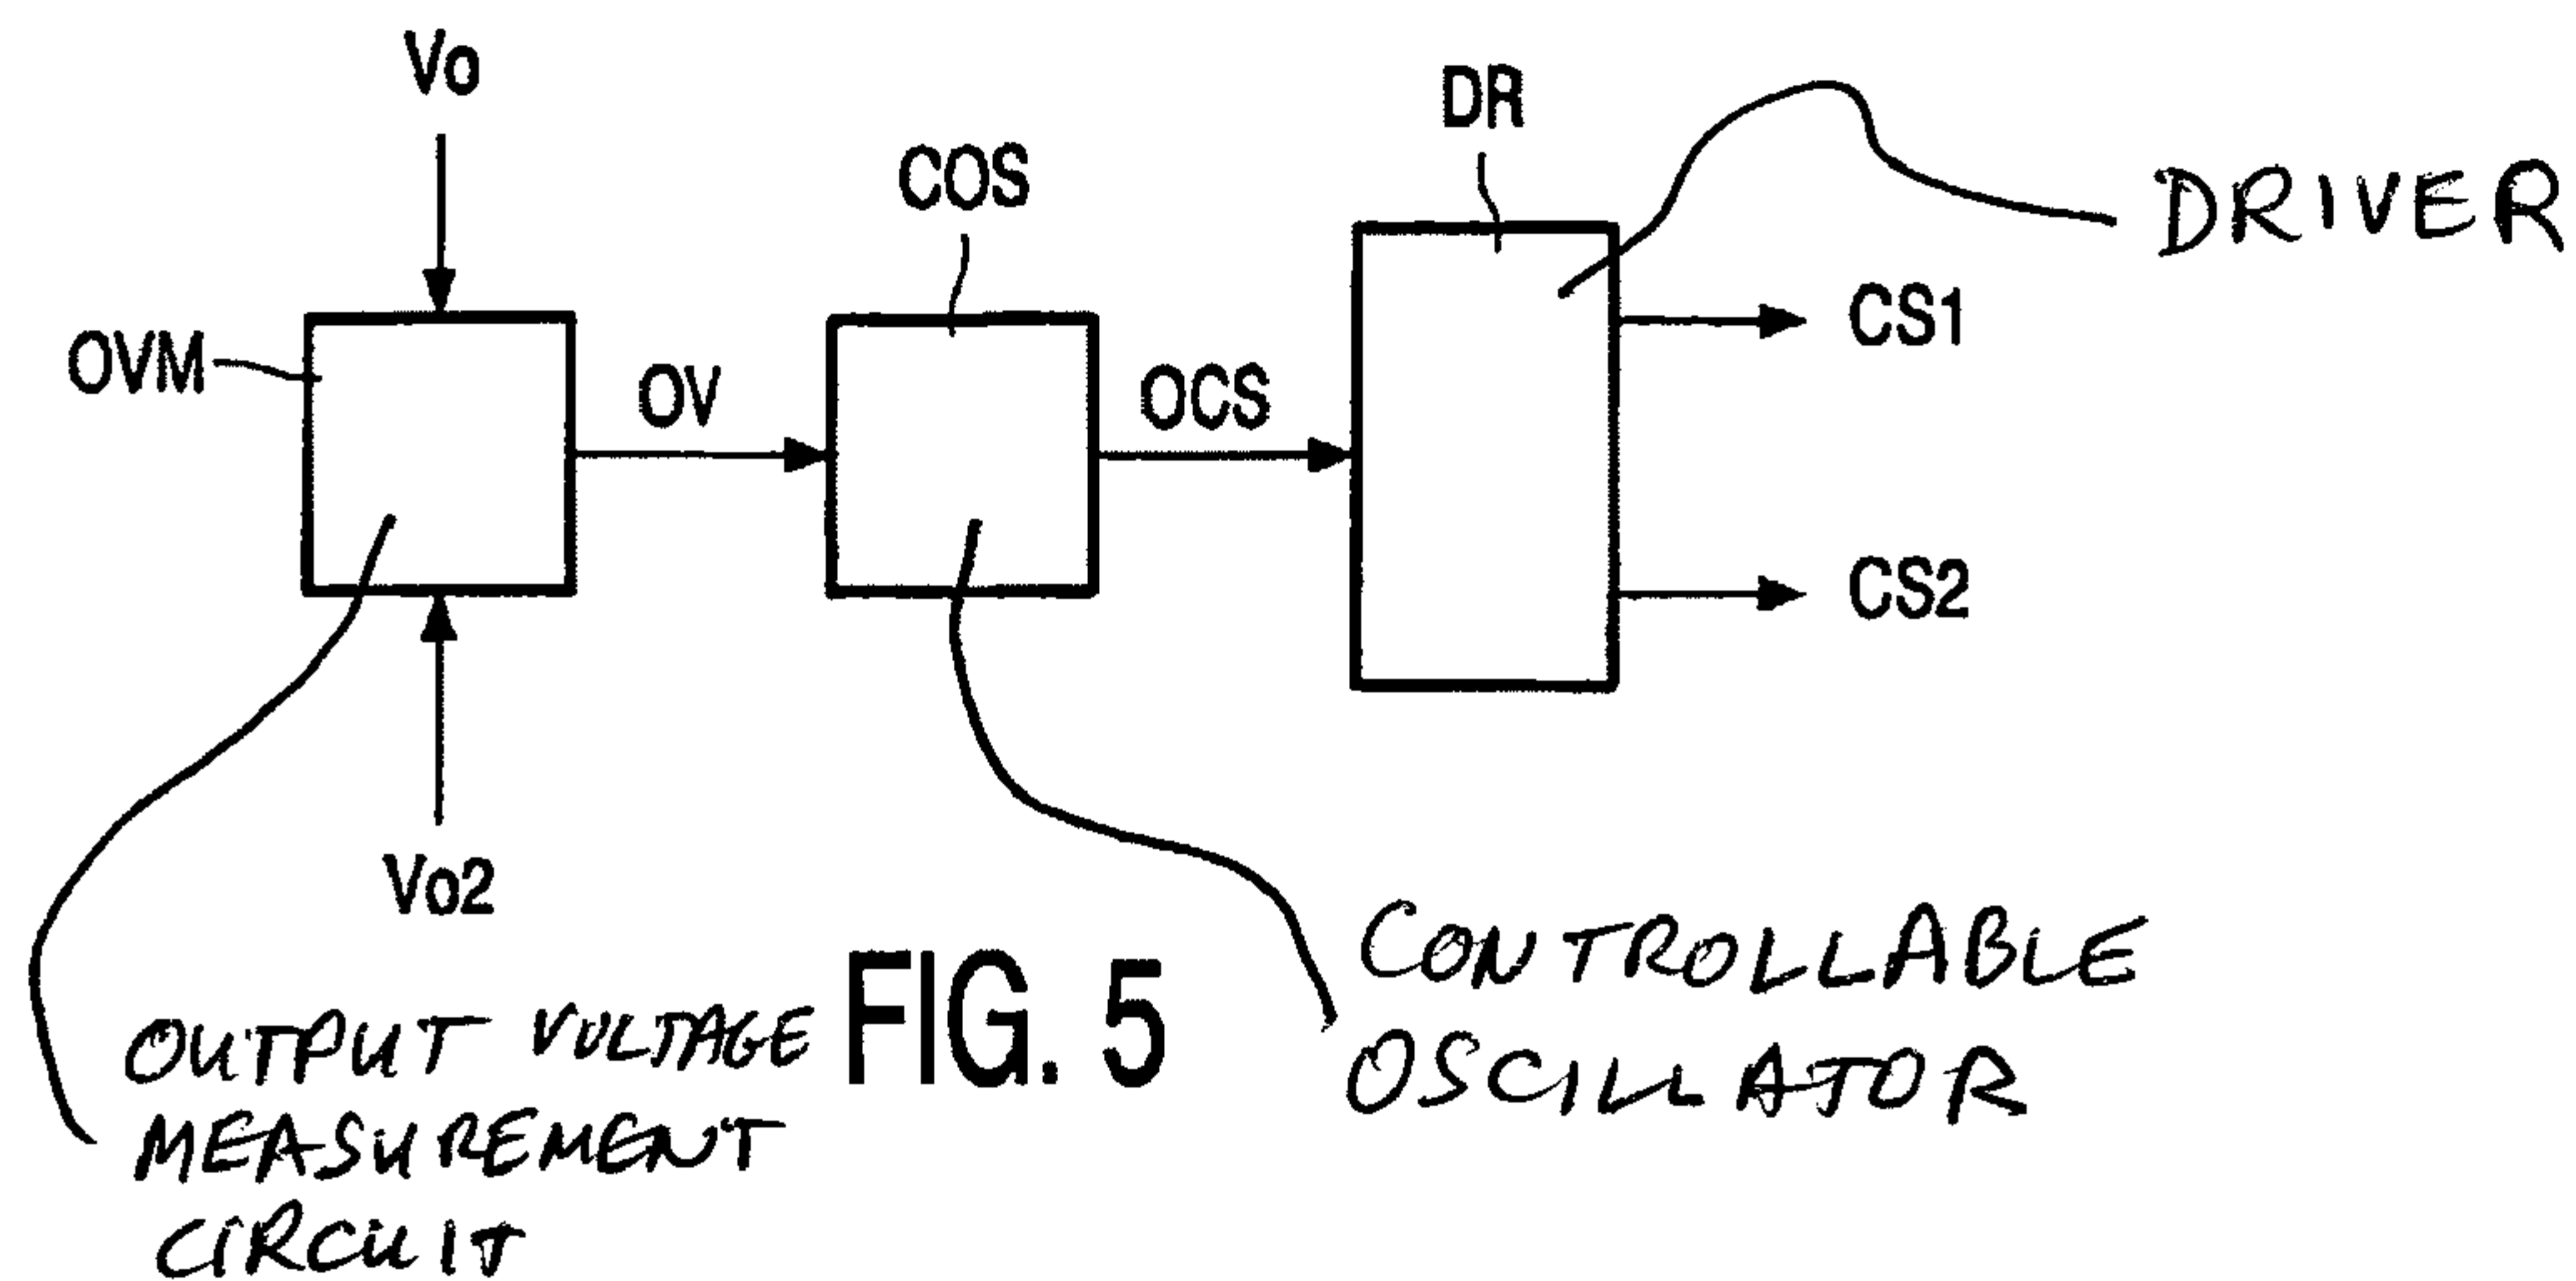 Vo
DR
COS
DRIVER
CS1
OVM
OV
OCS
CS2
Vo2
FIG. 5
CONTROLLABLE
OSCILLATOR
OUTPUT VOLTAGE
MEASUREMENT
CIRCUIT